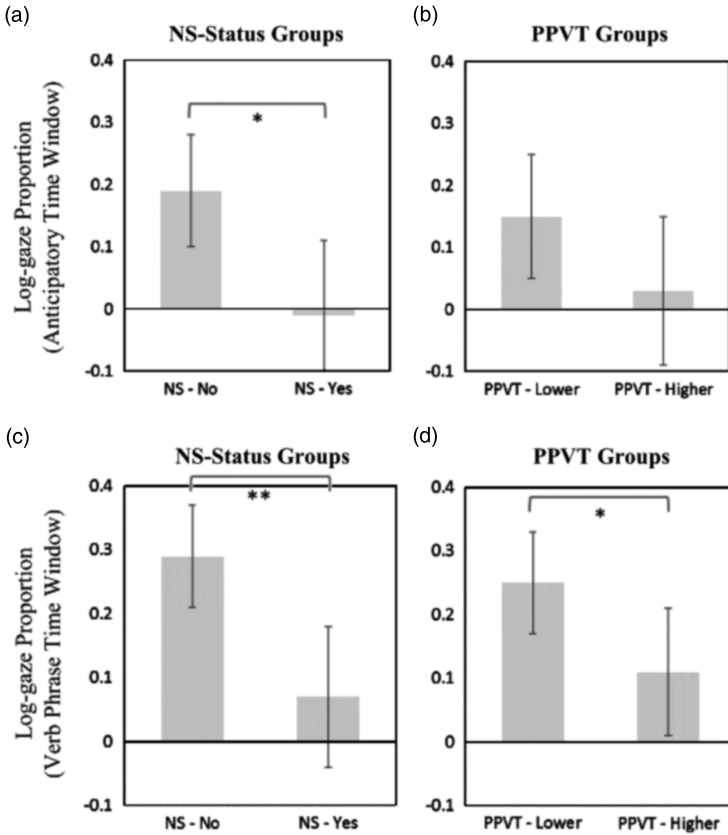 (a)
NS-Status Groups
Log-gaze Proportion
(Anticipatory Time Window)
0.4
0.3
0.2
0.1
0
-0.1
*
NS - No
NS - Yes
(b)
PPVT Groups
0.4
0.3
0.2
0.1
0
-0.1
PPVT - Lower
PPVT - Higher
(c)
NS-Status Groups
Log-gaze Proportion
(Verb Phrase Time Window)
0.4
0.3
0.2
0.1
0
-0.1
**
NS - No
NS - Yes
(d)
PPVT Groups
0.4
0.3
0.2
0.1
0
-0.1
*
PPVT - Lower
PPVT - Higher